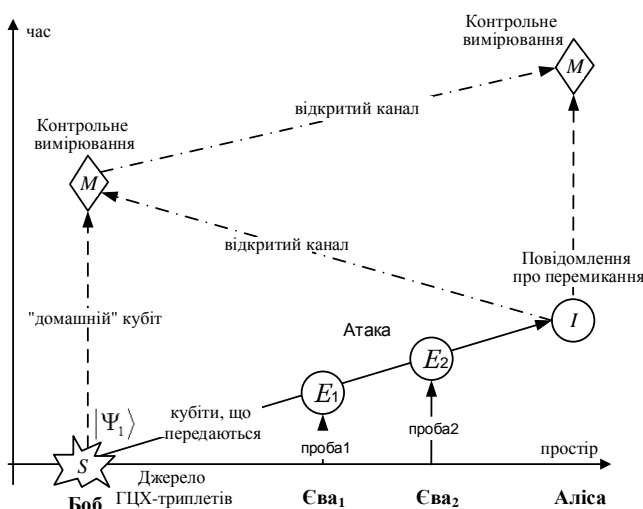 час
Контрольне
вимірювання
M
відкритий канал
Контрольне
вимірювання
M
відкритий канал
Повідомлення
про перемикання
"домашній" кубіт
Атака
I
E2
E1
|Ψ1⟩
кубіти, що
передаються
проба1
проба2
простір
S
Джерело
ГЦХ-триплетів
Боб
Єва1
Єва2
Аліса